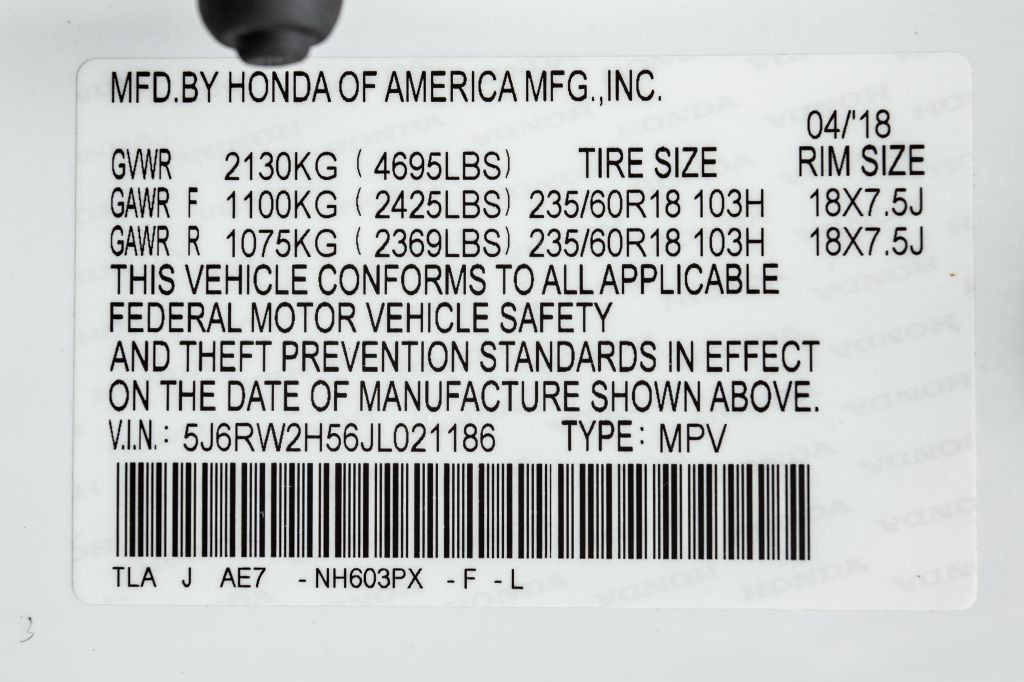 MFD.BY HONDA OF AMERICA MFG.,INC.
04/'18
GVWR 2130KG ( 4695LBS) TIRE SIZE RIM SIZE
GAWR F 1100KG ( 2425LBS) 235/60R18 103H 18X7.5J
GAWR R 1075KG ( 2369LBS) 235/60R18 103H 18X7.5J
THIS VEHICLE CONFORMS TO ALL APPLICABLE
FEDERAL MOTOR VEHICLE SAFETY
AND THEFT PREVENTION STANDARDS IN EFFECT
ON THE DATE OF MANUFACTURE SHOWN ABOVE.
V.I.N.: 5J6RW2H56JL021186 TYPE: MPV
TLA J AE7 -NH603PX -F -L